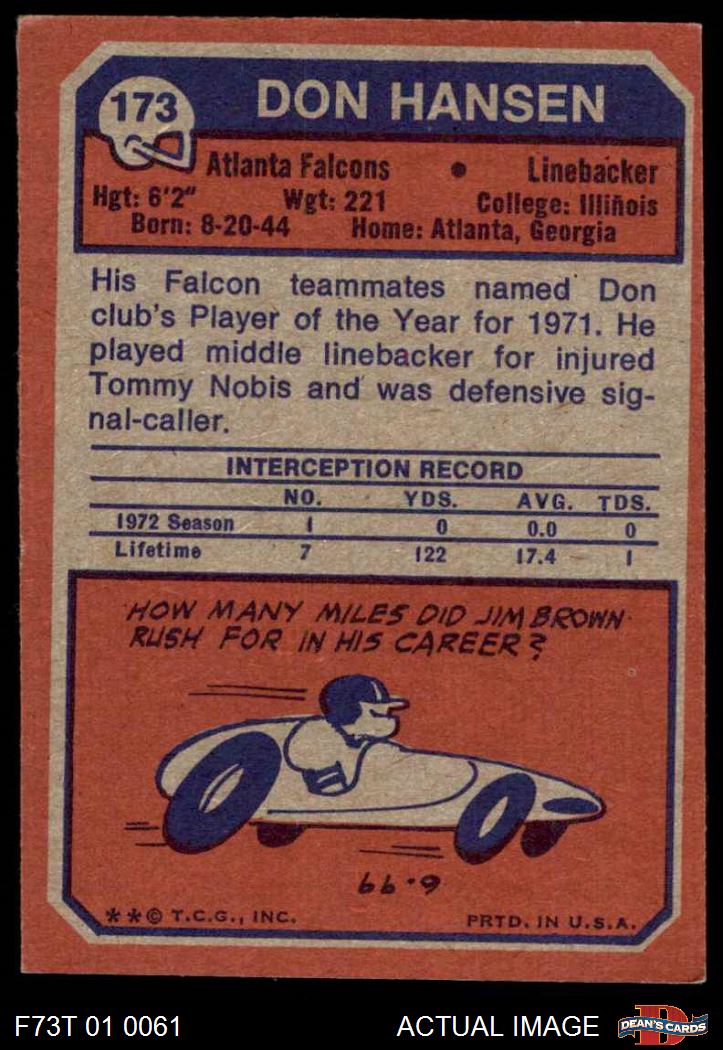 173
DON HANSEN
Atlanta Falcons • Linebacker
Hgt: 6'2" Wgt: 221 College: Illinois
Born: 8-20-44 Home: Atlanta, Georgia
His Falcon teammates named Don
club's Player of the Year for 1971. He
played middle linebacker for injured
Tommy Nobis and was defensive sig-
nal-caller.
INTERCEPTION RECORD
NO. YDS. AVG. TDS.
1972 Season 1 0 0.0 0
Lifetime 7 122 17.4 1
HOW MANY MILES DID JIM BROWN
RUSH FOR IN HIS CAREER?
6.99
**© T.C.G., INC. PRTD. IN U.S.A.
F73T 01 0061 ACTUAL IMAGE D DEAN'S CARDS